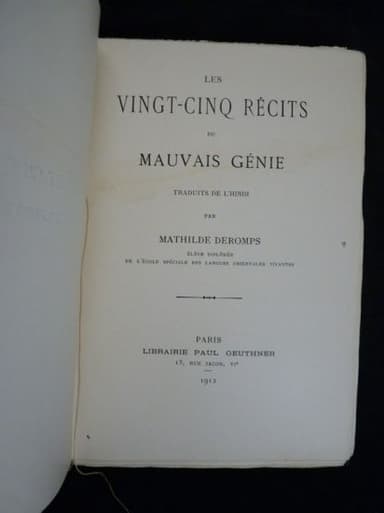 LES
VINGT-CINQ RÉCITS
DU
MAUVAIS GÉNIE
TRADUITS DE L'HINDI
PAR
MATHILDE DEROMPS
ÉLÈVE DIPLÔMÉE
DE L'ÉCOLE SPÉCIALE DES LANGUES ORIENTALES VIVANTES
PARIS
LIBRAIRIE PAUL GEUTHNER
13, RUE JACOB, VIe
1912